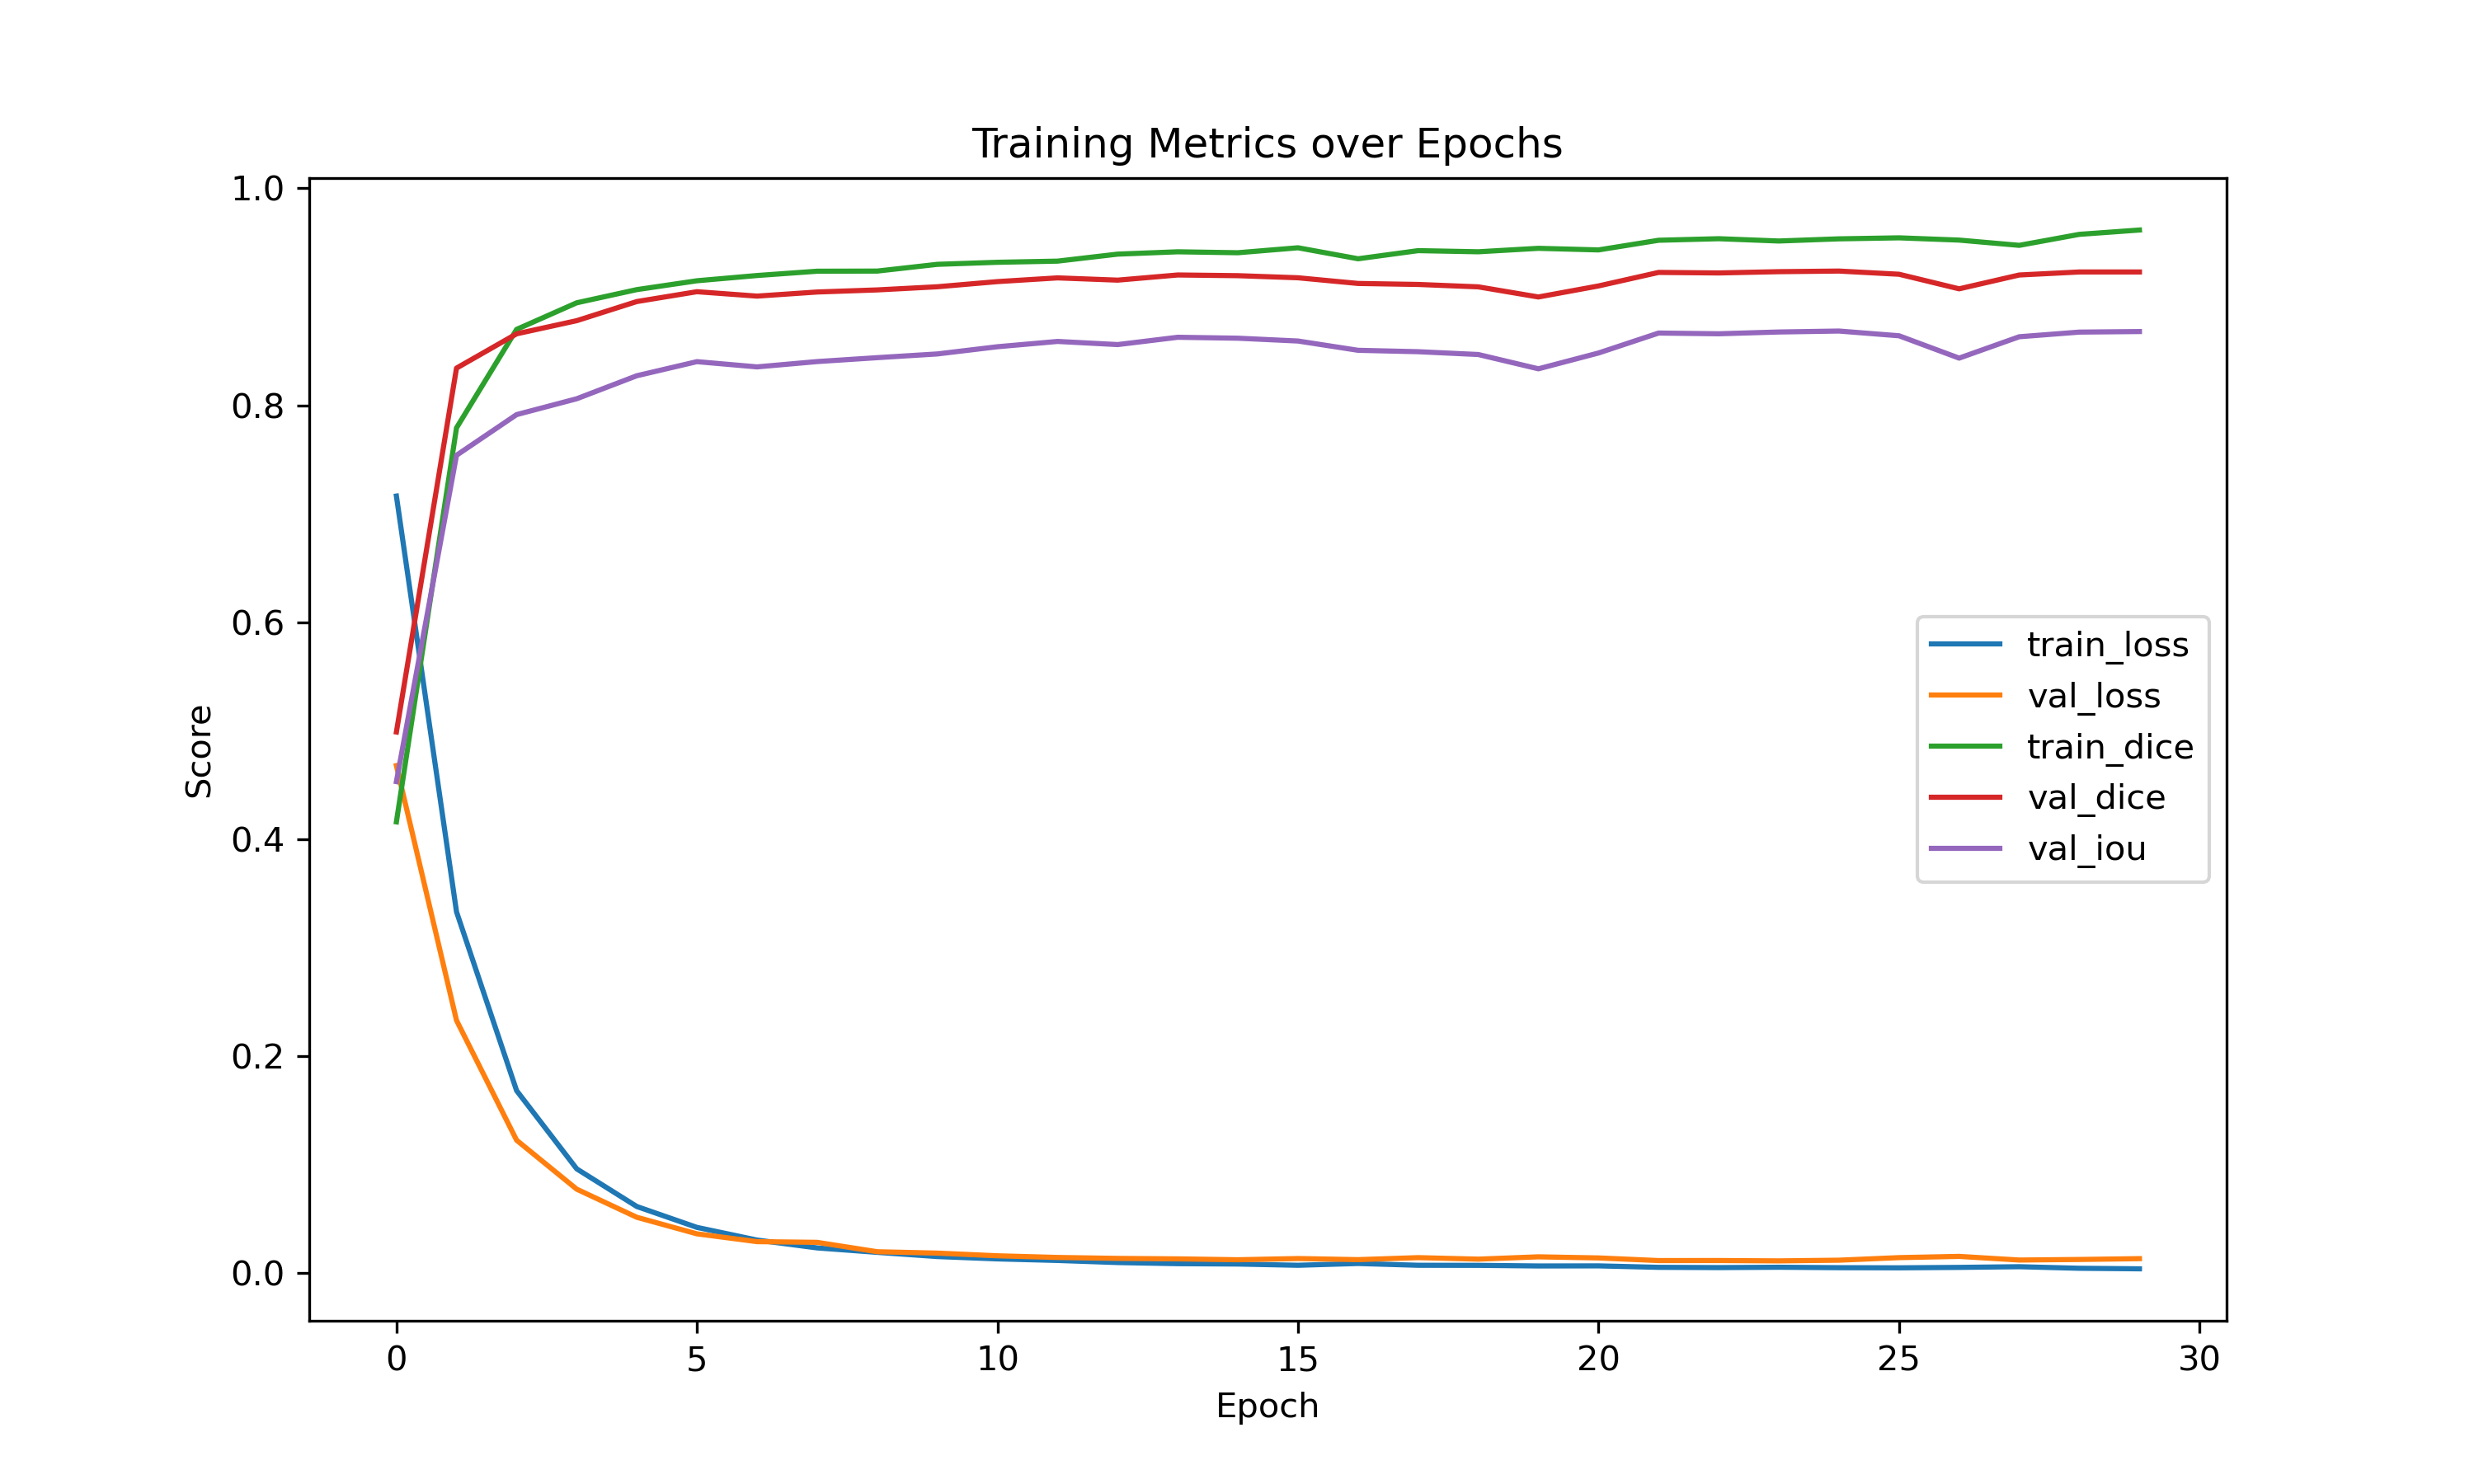 Training Metrics over Epochs
1.0
0.8
0.6
0.4
0.2
0.0
Score
train_loss
val_loss
train_dice
val_dice
val_iou
0 5 10 15 20 25 30
Epoch